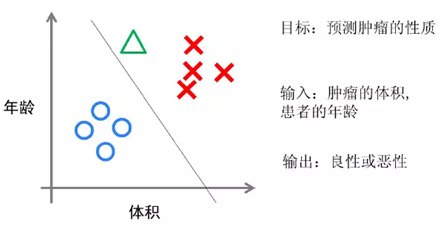 目标：预测肿瘤的性质
年龄
输入：肿瘤的体积,
患者的年龄
输出：良性或恶性
体积